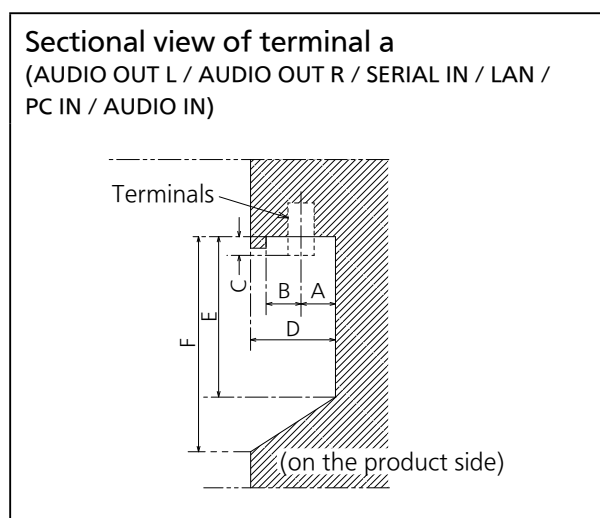 Sectional view of terminal a
(AUDIO OUT L / AUDIO OUT R / SERIAL IN / LAN /
PC IN / AUDIO IN)
Terminals
C
B
A
E
D
F
(on the product side)